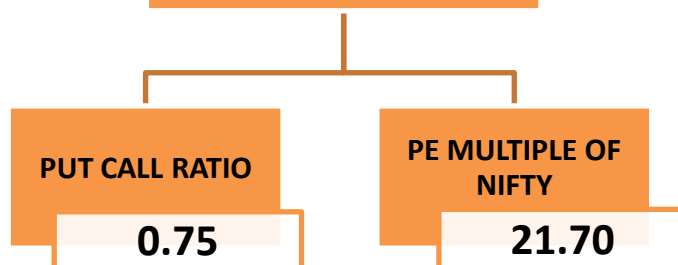 PUT CALL RATIO
0.75
PE MULTIPLE OF
NIFTY
21.70